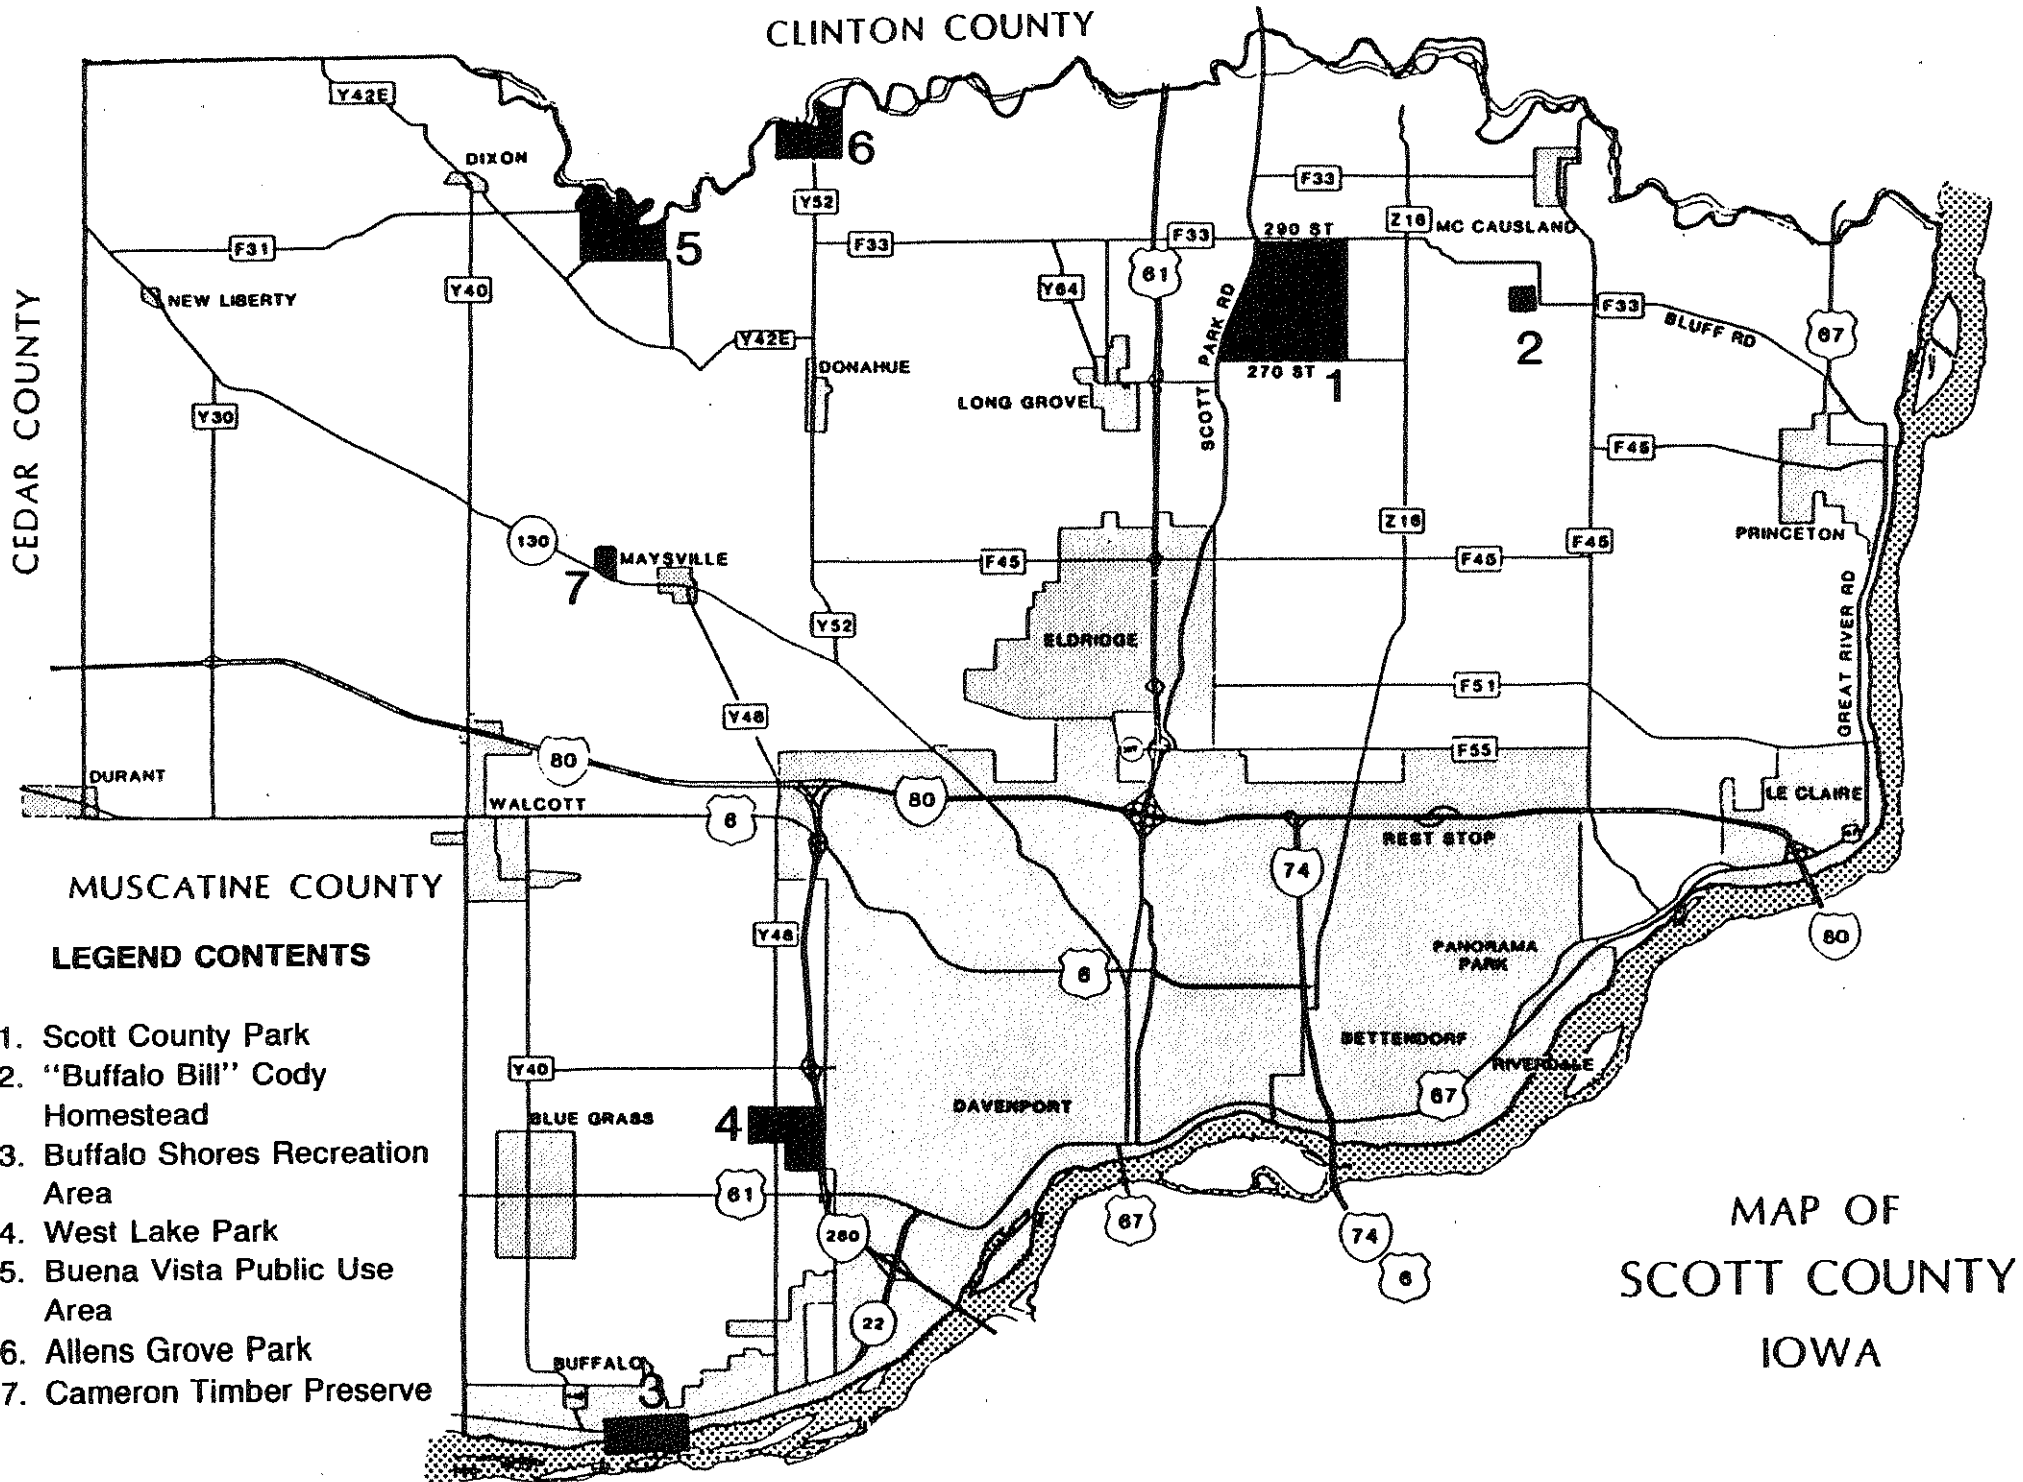 CLINTON COUNTY
Y42E
DIXON
6
Y52
F33
Z16
MC CAUSLAND
5
F31
F33
F33
290 ST
61
Y40
Y64
NEW LIBERTY
CEDAR COUNTY
F33
BLUFF RD
67
2
Y42E
DONAHUE
SCOTT PARK RD
270 ST
1
LONG GROVE
Y30
F45
Z16
PRINCETON
130
MAYSVILLE
7
F45
F45
F45
Y52
ELDRIDGE
GREAT RIVER RD
F51
Y48
F55
80
DURANT
WALCOTT
6
80
LE CLAIRE
REST STOP
74
MUSCATINE COUNTY
Y48
6
PANORAMA
PARK
80
LEGEND CONTENTS
1. Scott County Park
2. "Buffalo Bill" Cody
Homestead
3. Buffalo Shores Recreation
Area
4. West Lake Park
5. Buena Vista Public Use
Area
6. Allens Grove Park
7. Cameron Timber Preserve
Y40
BETTENDORF
RIVERDALE
67
BLUE GRASS
4
DAVENPORT
61
280
67
74
6
22
BUFFALO
3
MAP OF
SCOTT COUNTY
IOWA